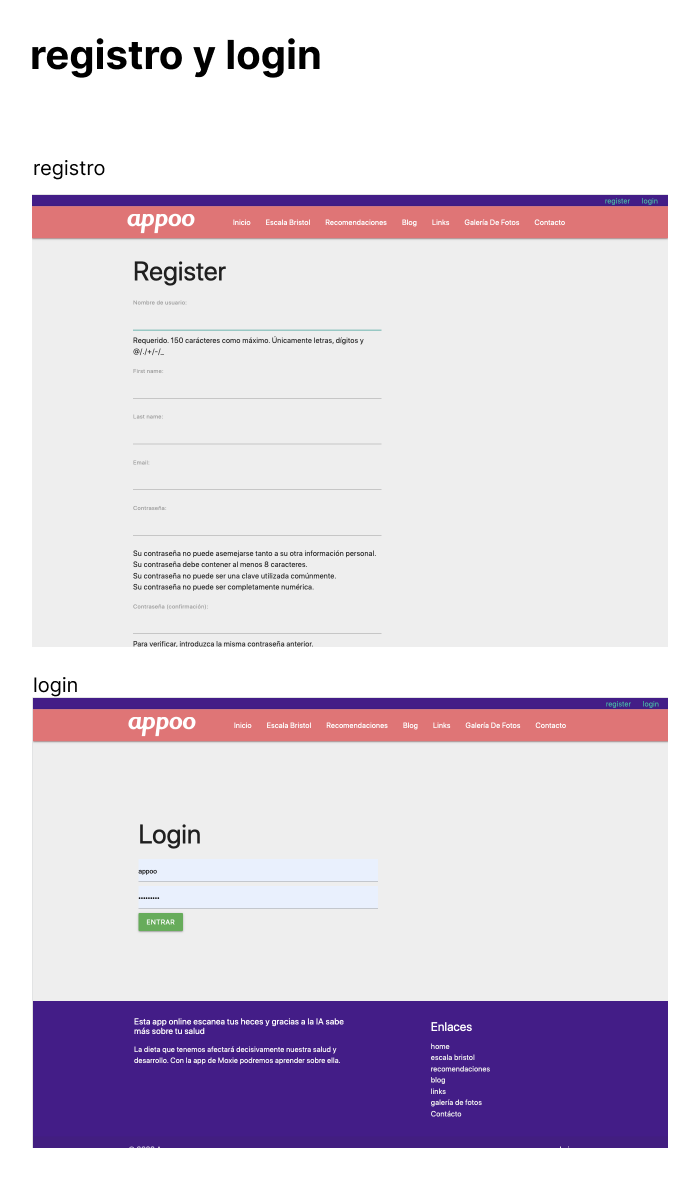 registro y login
registro
register login
appoo Inicio Escala Bristol Recomendaciones Blog Links Galería De Fotos Contacto
Register
Nombre de usuario:
Requerido. 150 carácteres como máximo. Únicamente letras, dígitos y
@/./+/-/_
First name:
Last name:
Email:
Contraseña:
Su contraseña no puede asemejarse tanto a su otra información personal.
Su contraseña debe contener al menos 8 caracteres.
Su contraseña no puede ser una clave utilizada comúnmente.
Su contraseña no puede ser completamente numérica.
Contraseña (confirmación):
Para verificar, introduzca la misma contraseña anterior.
login
register login
appoo Inicio Escala Bristol Recomendaciones Blog Links Galería De Fotos Contacto
Login
appoo
•••••••••
ENTRAR
Esta app online escanea tus heces y gracias a la IA sabe
más sobre tu salud
La dieta que tenemos afectará decisivamente nuestra salud y
desarrollo. Con la app de Moxie podremos aprender sobre ella.
Enlaces
home
escala bristol
recomendaciones
blog
links
galería de fotos
Contácto